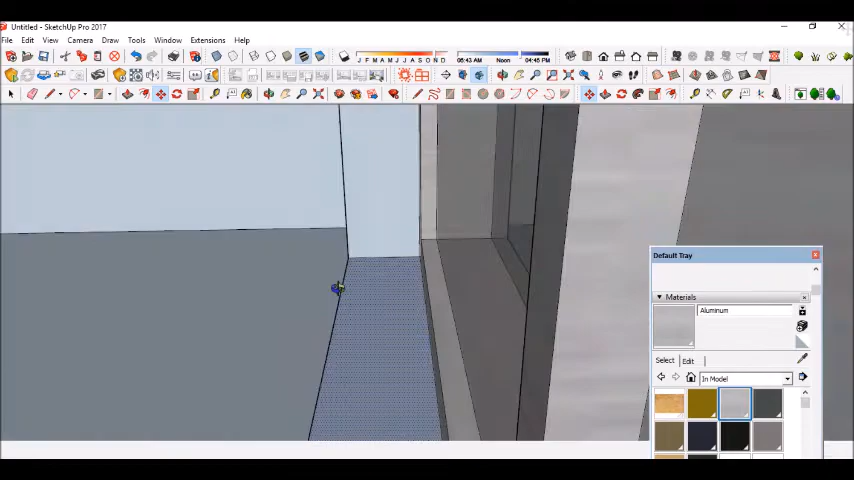 Untitled - SketchUp Pro 2017
File Edit View Camera Draw Tools Window Extensions Help
J F M A M J J A S O N D 06:43 AM Noon 04:45 PM
Default Tray
Materials
Aluminum
Select Edit
In Model